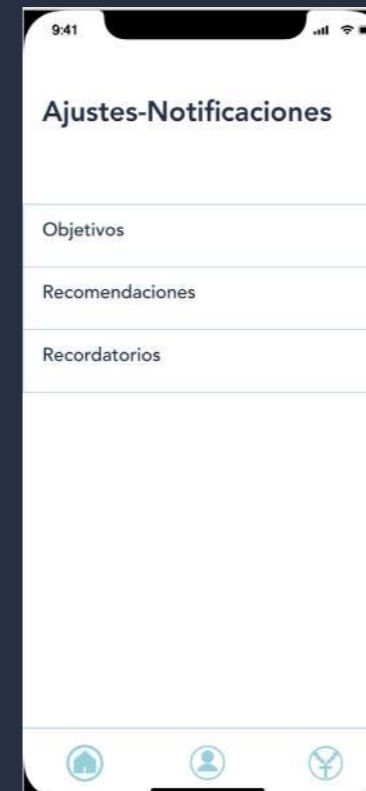 9:41
Ajustes-Notificaciones
Objetivos
Recomendaciones
Recordatorios